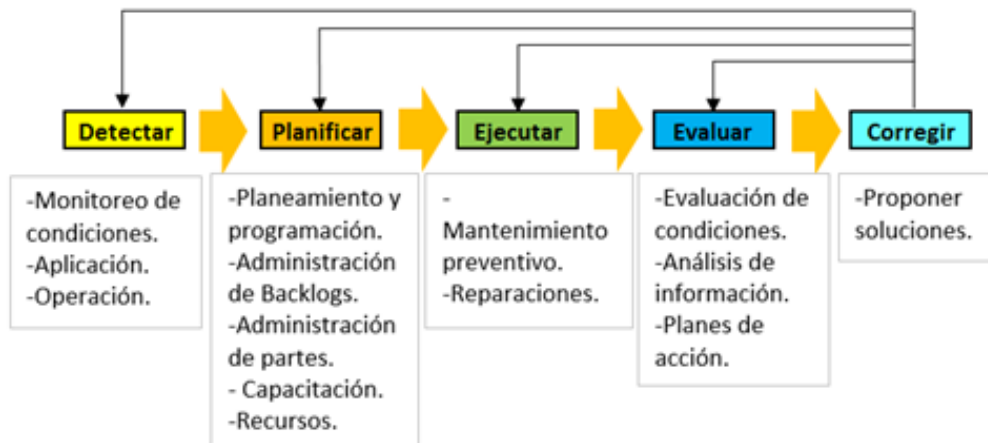 Detectar
Planificar
Ejecutar
Evaluar
Corregir
-Monitoreo de
condiciones.
-Aplicación.
-Operación.
-Planeamiento y
programación.
-Administración
de Backlogs.
-Administración
de partes.
- Capacitación.
-Recursos.
-
Mantenimiento
preventivo.
-Reparaciones.
-Evaluación de
condiciones.
-Análisis de
información.
-Planes de
acción.
-Proponer
soluciones.